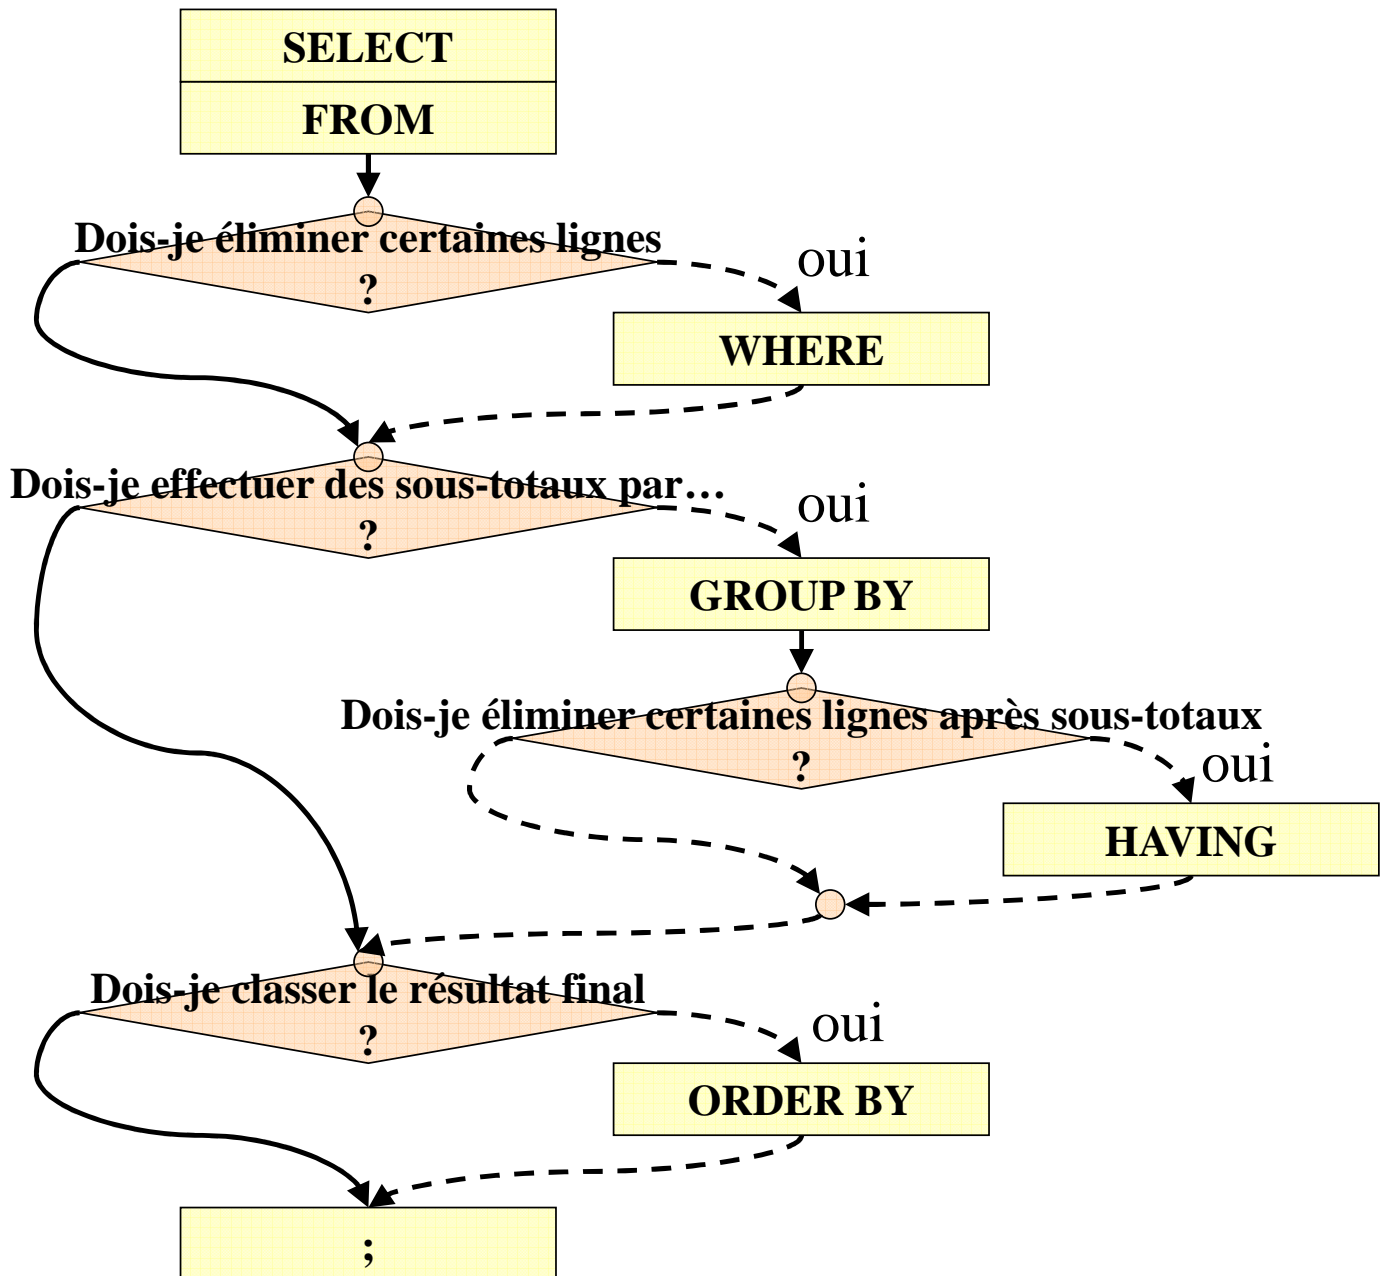 SELECT
FROM
Dois-je éliminer certaines lignes
?
oui
WHERE
Dois-je effectuer des sous-totaux par…
?
oui
GROUP BY
Dois-je éliminer certaines lignes après sous-totaux
?
oui
HAVING
Dois-je classer le résultat final
?
oui
ORDER BY
;